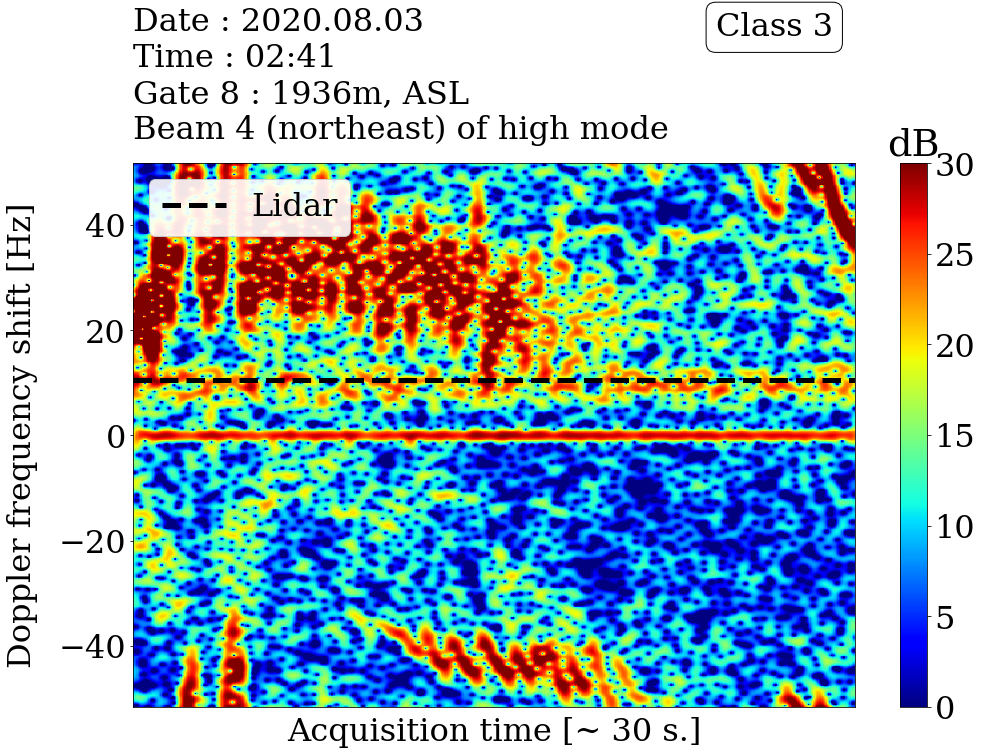 Date : 2020.08.03
Time : 02:41
Gate 8 : 1936m, ASL
Beam 4 (northeast) of high mode
Class 3
dB
Lidar
Doppler frequency shift [Hz]
40
20
0
−20
−40
Acquisition time [~ 30 s.]
30
25
20
15
10
5
0